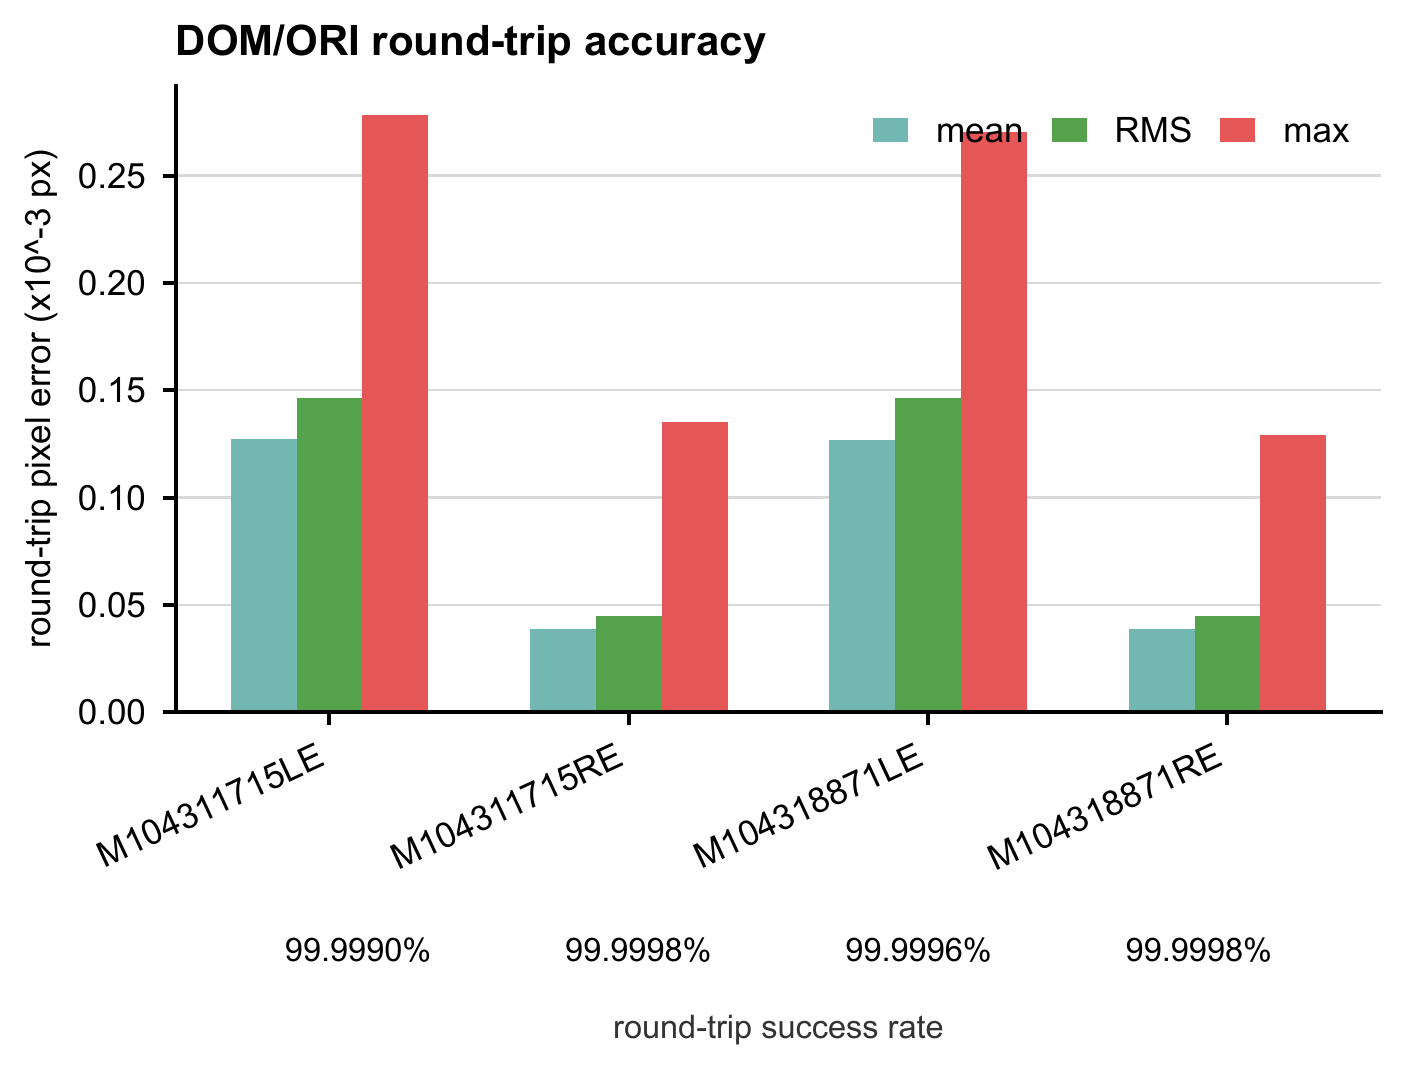 DOM/ORI round-trip accuracy
mean RMS max
round-trip pixel error (x10^-3 px)
0.25
0.20
0.15
0.10
0.05
0.00
M104311715LE M104311715RE M104318871LE M104318871RE
99.9990% 99.9998% 99.9996% 99.9998%
round-trip success rate